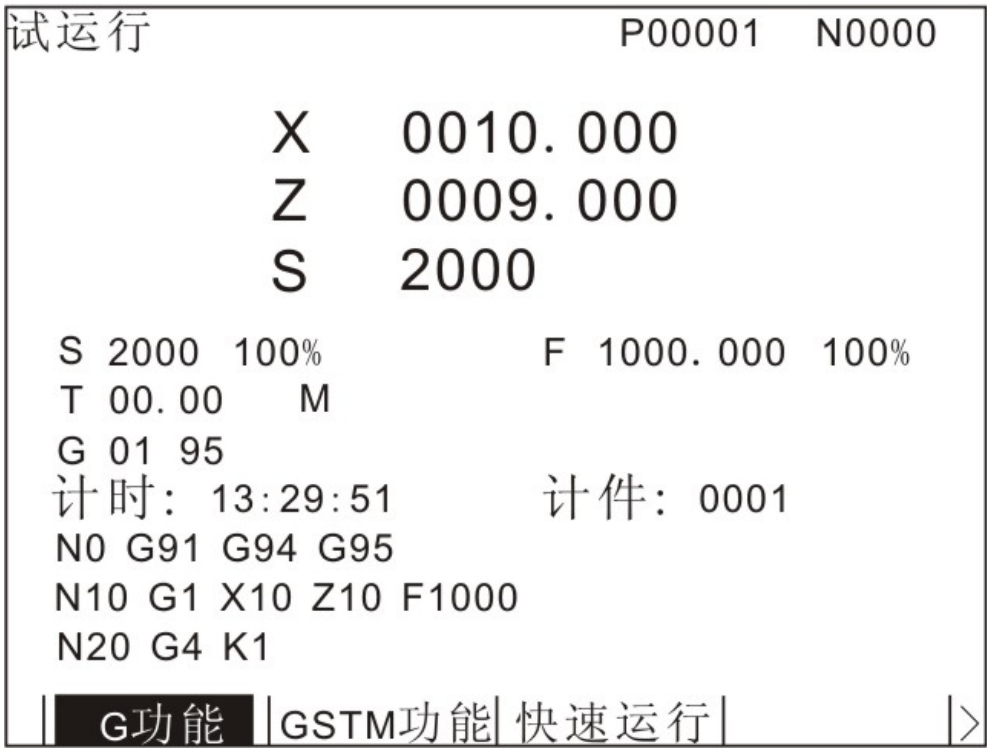 试运行 P00001 N0000
X 0010.000
Z 0009.000
S 2000
S 2000 100% F 1000.000 100%
T 00.00 M
G 01 95
计时: 13:29:51 计件: 0001
N0 G91 G94 G95
N10 G1 X10 Z10 F1000
N20 G4 K1
G功能 GSTM功能 快速运行 >